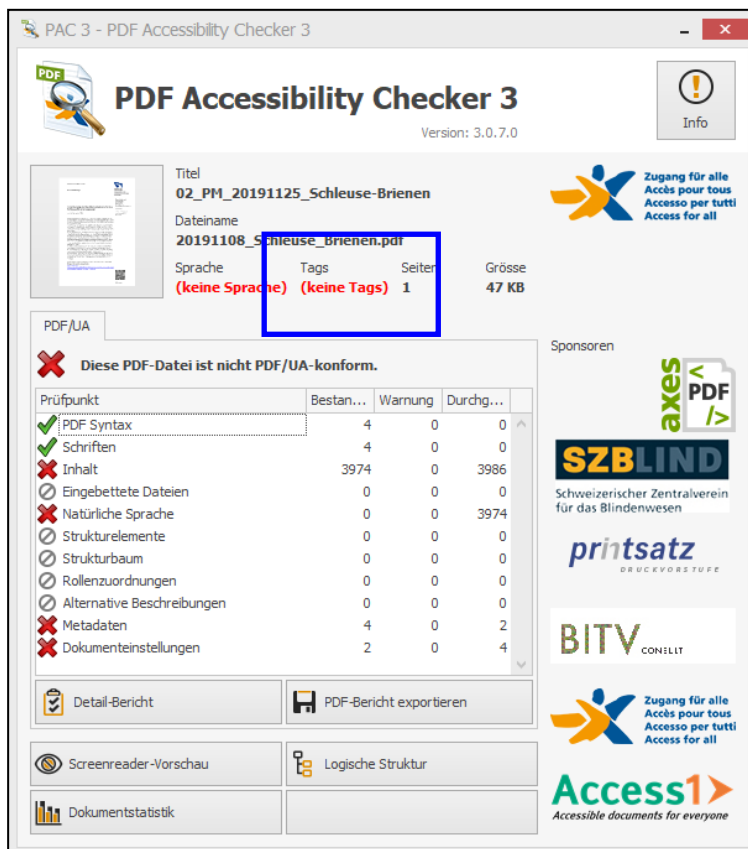 PAC 3 - PDF Accessibility Checker 3
PDF
PDF Accessibility Checker 3
Version: 3.0.7.0
Info
Titel
02_PM_20191125_Schleuse-Brienen
Dateiname
20191108_Schleuse_Brienen.pdf
Sprache Tags Seiten Grösse
(keine Sprache) (keine Tags) 1 47 KB
Zugang für alle
Accès pour tous
Accesso per tutti
Access for all
PDF/UA
Diese PDF-Datei ist nicht PDF/UA-konform.
Prüfpunkt Bestan... Warnung Durchg...
PDF Syntax 4 0 0
Schriften 4 0 0
Inhalt 3974 0 3986
Eingebettete Dateien 0 0 0
Natürliche Sprache 0 0 3974
Strukturelemente 0 0 0
Strukturbaum 0 0 0
Rollenzuordnungen 0 0 0
Alternative Beschreibungen 0 0 0
Metadaten 4 0 2
Dokumenteinstellungen 2 0 4
Detail-Bericht PDF-Bericht exportieren
Screenreader-Vorschau Logische Struktur
Dokumentstatistik
Sponsoren
axes
<
PDF
/>
SZBLIND
Schweizerischer Zentralverein
für das Blindenwesen
printsatz
DRUCKVORSTUFE
BITV CONSULT
Zugang für alle
Accès pour tous
Accesso per tutti
Access for all
Access1
Accessible documents for everyone